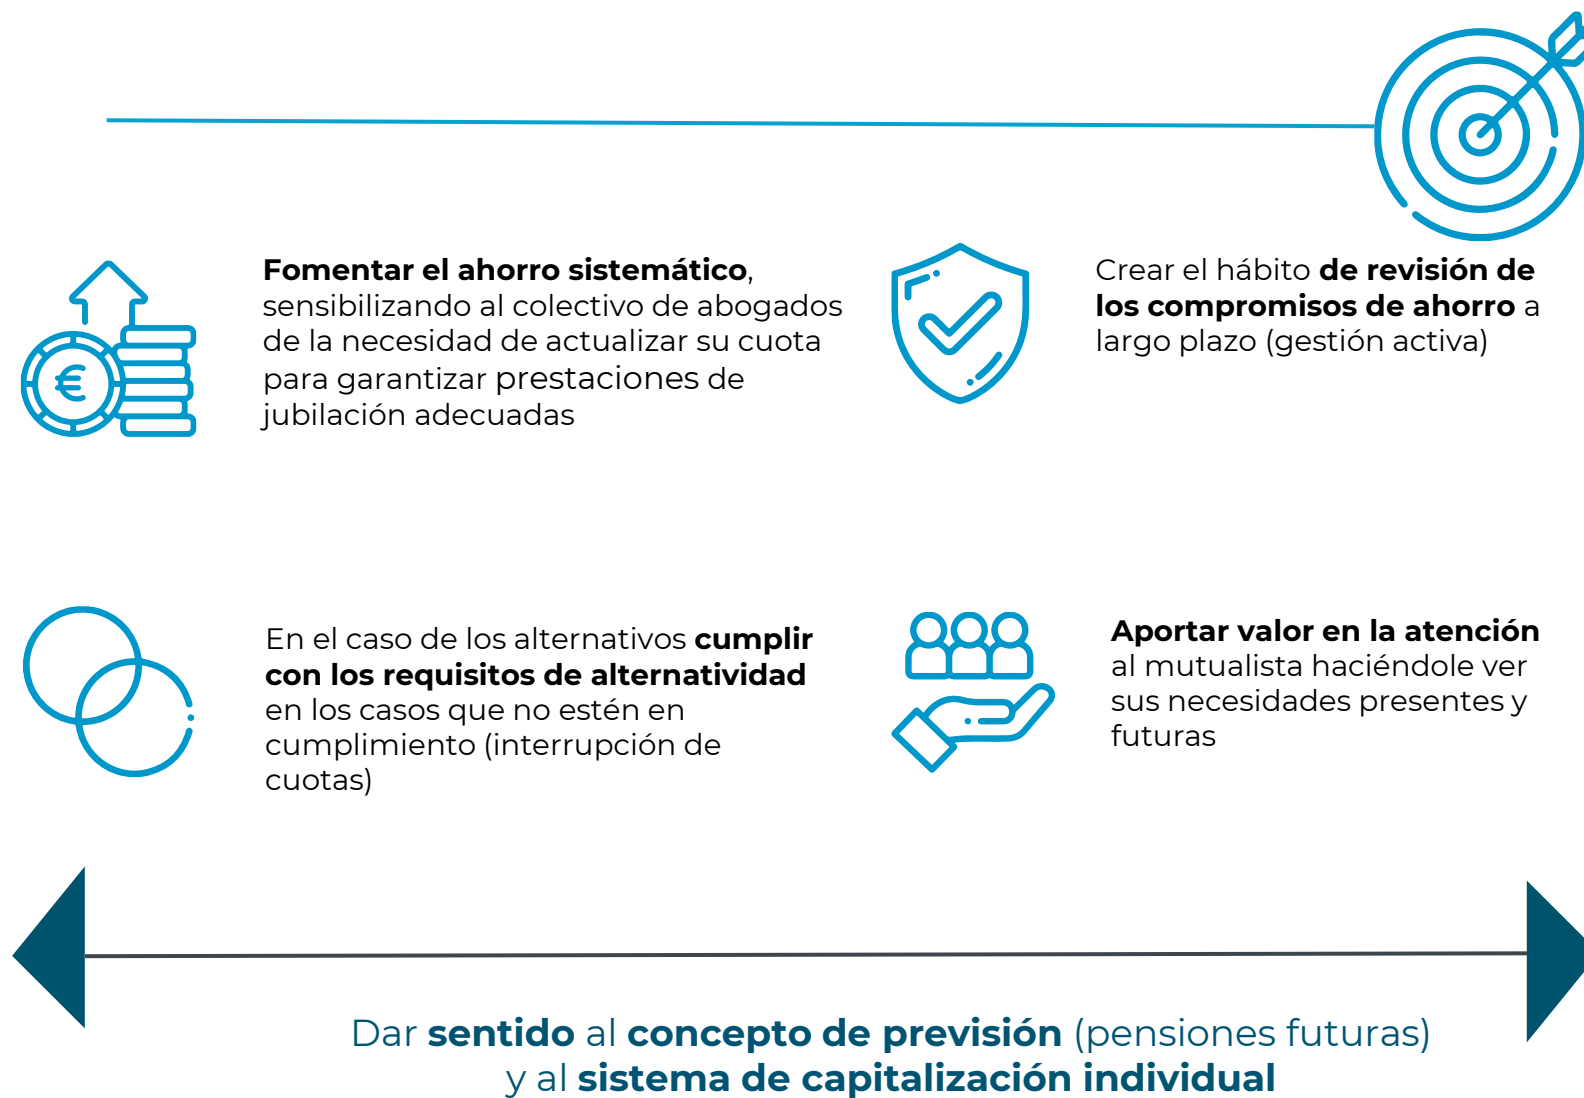 Fomentar el ahorro sistemático,
sensibilizando al colectivo de abogados
de la necesidad de actualizar su cuota
para garantizar prestaciones de
jubilación adecuadas
Crear el hábito de revisión de
los compromisos de ahorro a
largo plazo (gestión activa)
En el caso de los alternativos cumplir
con los requisitos de alternatividad
en los casos que no estén en
cumplimiento (interrupción de
cuotas)
Aportar valor en la atención
al mutualista haciéndole ver
sus necesidades presentes y
futuras
Dar sentido al concepto de previsión (pensiones futuras)
y al sistema de capitalización individual